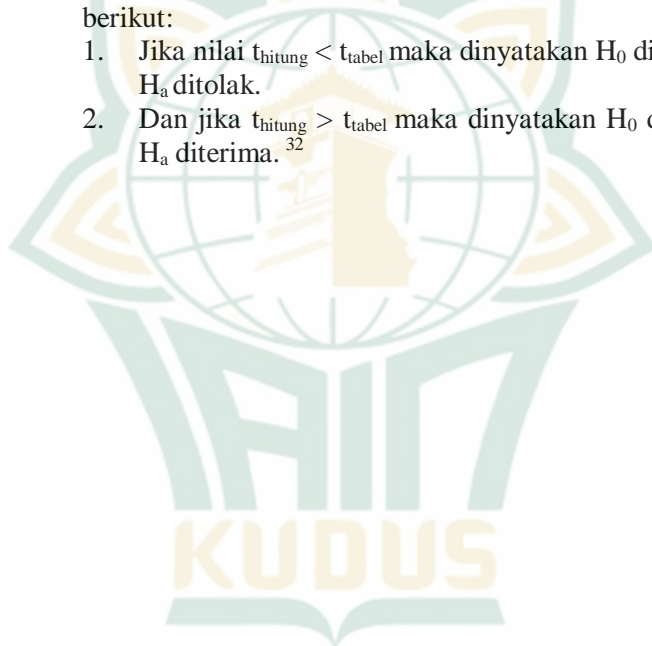 berikut:
1. Jika nilai thitung < ttabel maka dinyatakan H0
Ha ditolak.
2. Dan jika thitung > ttabel maka dinyatakan H0
Ha diterima. 32
IAIN
KUDUS